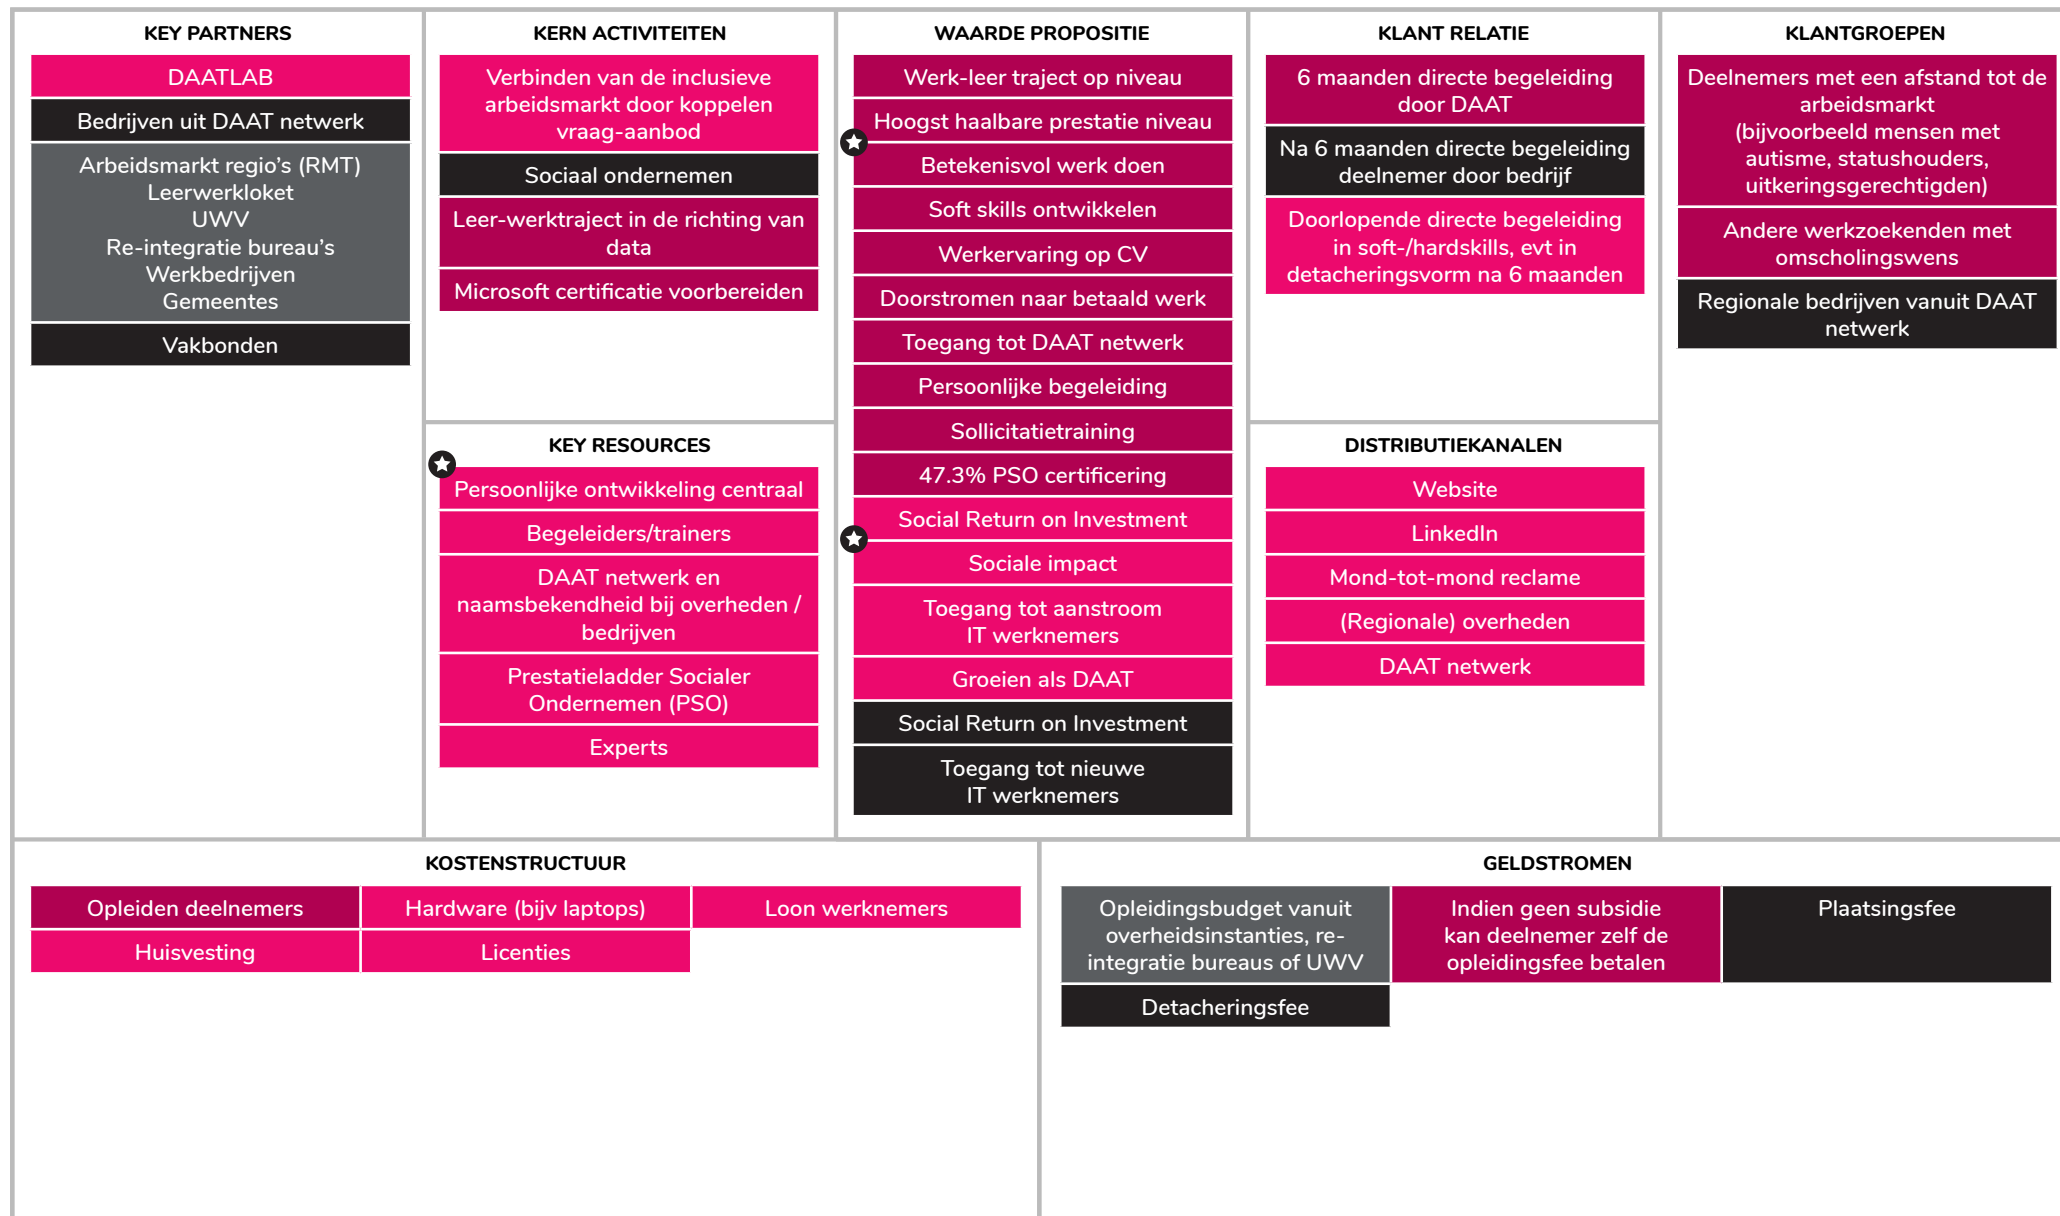 KEY PARTNERS
DAATLAB
Bedrijven uit DAAT netwerk
Arbeidsmarkt regio's (RMT)
Leerwerkloket
UWV
Re-integratie bureau's
Werkbedrijven
Gemeentes
Vakbonden
KERN ACTIVITEITEN
Verbinden van de inclusieve
arbeidsmarkt door koppelen
vraag-aanbod
Sociaal ondernemen
Leer-werktraject in de richting van
data
Microsoft certificatie voorbereiden
KEY RESOURCES
Persoonlijke ontwikkeling centraal
Begeleiders/trainers
DAAT netwerk en
naamsbekendheid bij overheden /
bedrijven
Prestatieladder Socialer
Ondernemen (PSO)
Experts
WAARDE PROPOSITIE
Werk-leer traject op niveau
Hoogst haalbare prestatie niveau
Betekenisvol werk doen
Soft skills ontwikkelen
Werkervaring op CV
Doorstromen naar betaald werk
Toegang tot DAAT netwerk
Persoonlijke begeleiding
Sollicitatietraining
47.3% PSO certificering
Social Return on Investment
Sociale impact
Toegang tot aanstroom
IT werknemers
Groeien als DAAT
Social Return on Investment
Toegang tot nieuwe
IT werknemers
KLANT RELATIE
6 maanden directe begeleiding
door DAAT
Na 6 maanden directe begeleiding
deelnemer door bedrijf
Doorlopende directe begeleiding
in soft-/hardskills, evt in
detacheringsvorm na 6 maanden
DISTRIBUTIEKANALEN
Website
LinkedIn
Mond-tot-mond reclame
(Regionale) overheden
DAAT netwerk
KLANTGROEPEN
Deelnemers met een afstand tot de
arbeidsmarkt
(bijvoorbeeld mensen met
autisme, statushouders,
uitkeringsgerechtigden)
Andere werkzoekenden met
omscholingswens
Regionale bedrijven vanuit DAAT
netwerk
KOSTENSTRUCTUUR
Opleiden deelnemers
Hardware (bijv laptops)
Loon werknemers
Huisvesting
Licenties
GELDSTROMEN
Opleidingsbudget vanuit
overheidsinstanties, re-
integratie bureaus of UWV
Indien geen subsidie
kan deelnemer zelf de
opleidingsfee betalen
Plaatsingsfee
Detacheringsfee